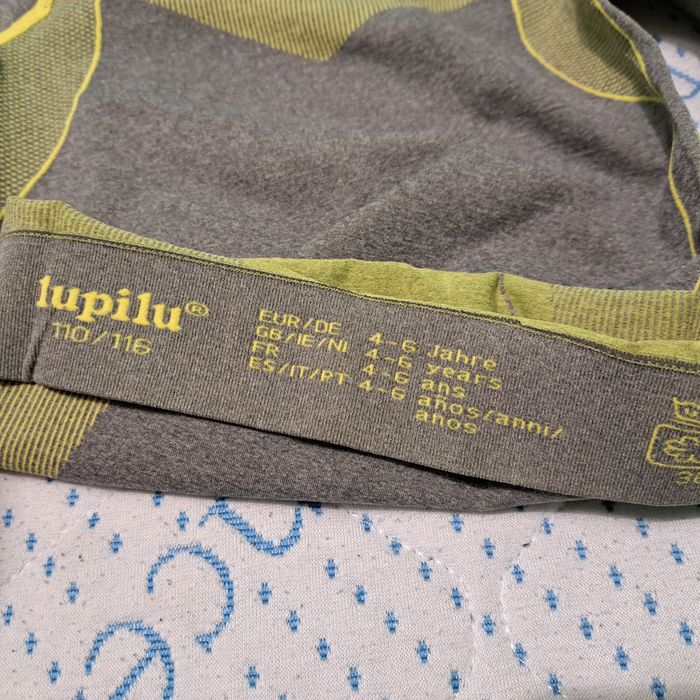 lupilu®
110/116
EUR/DE 4-6 Jahre
GB/IE/NI 4-6 years
FR 4-6 ans
ES/IT/PT 4-6 años/anni/
años